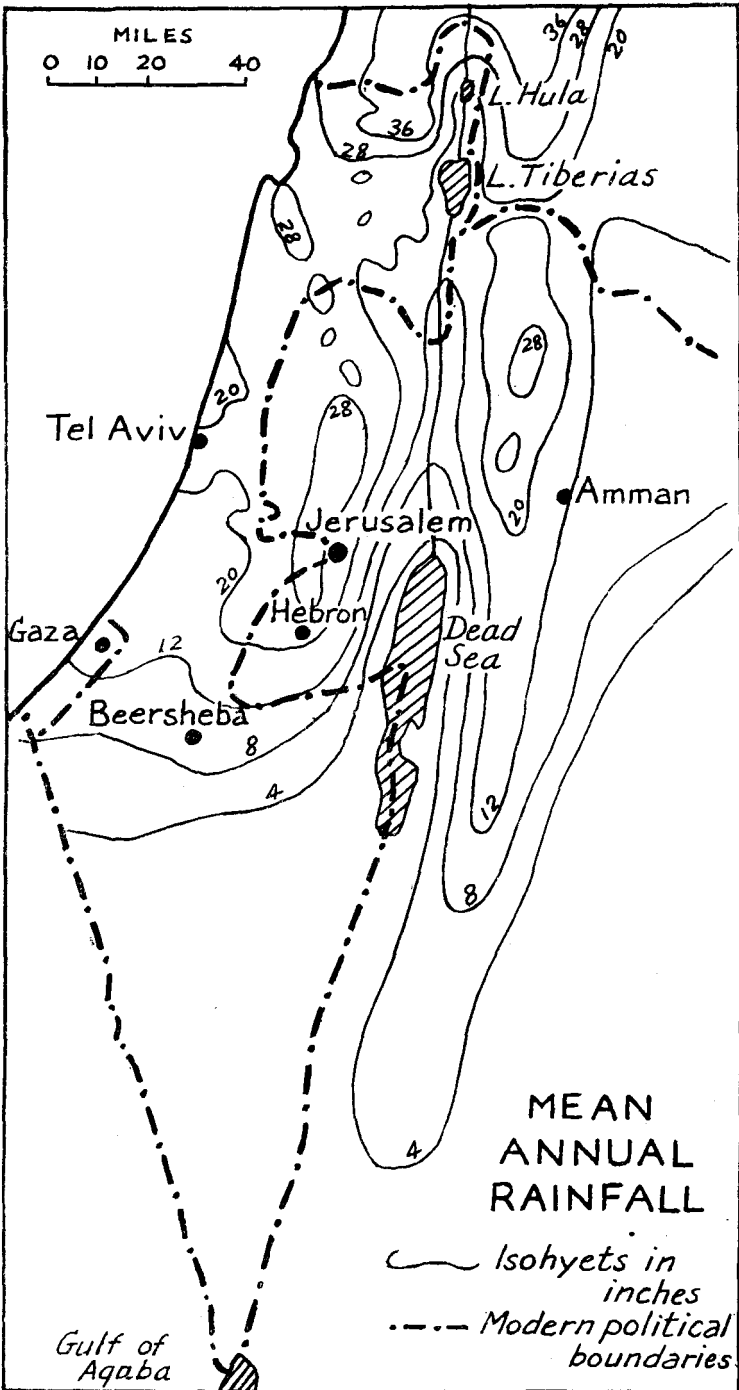 MILES
0 10 20 40
36
28
20
L. Hula
36
28
L. Tiberias
28
28
20
Tel Aviv
28
Amman
20
Jerusalem
20
Hebron
Dead
Sea
Gaza
12
Beersheba
8
4
12
8
MEAN
ANNUAL
RAINFALL
4
Isohyets in
inches
Modern political
boundaries
Gulf of
Aqaba